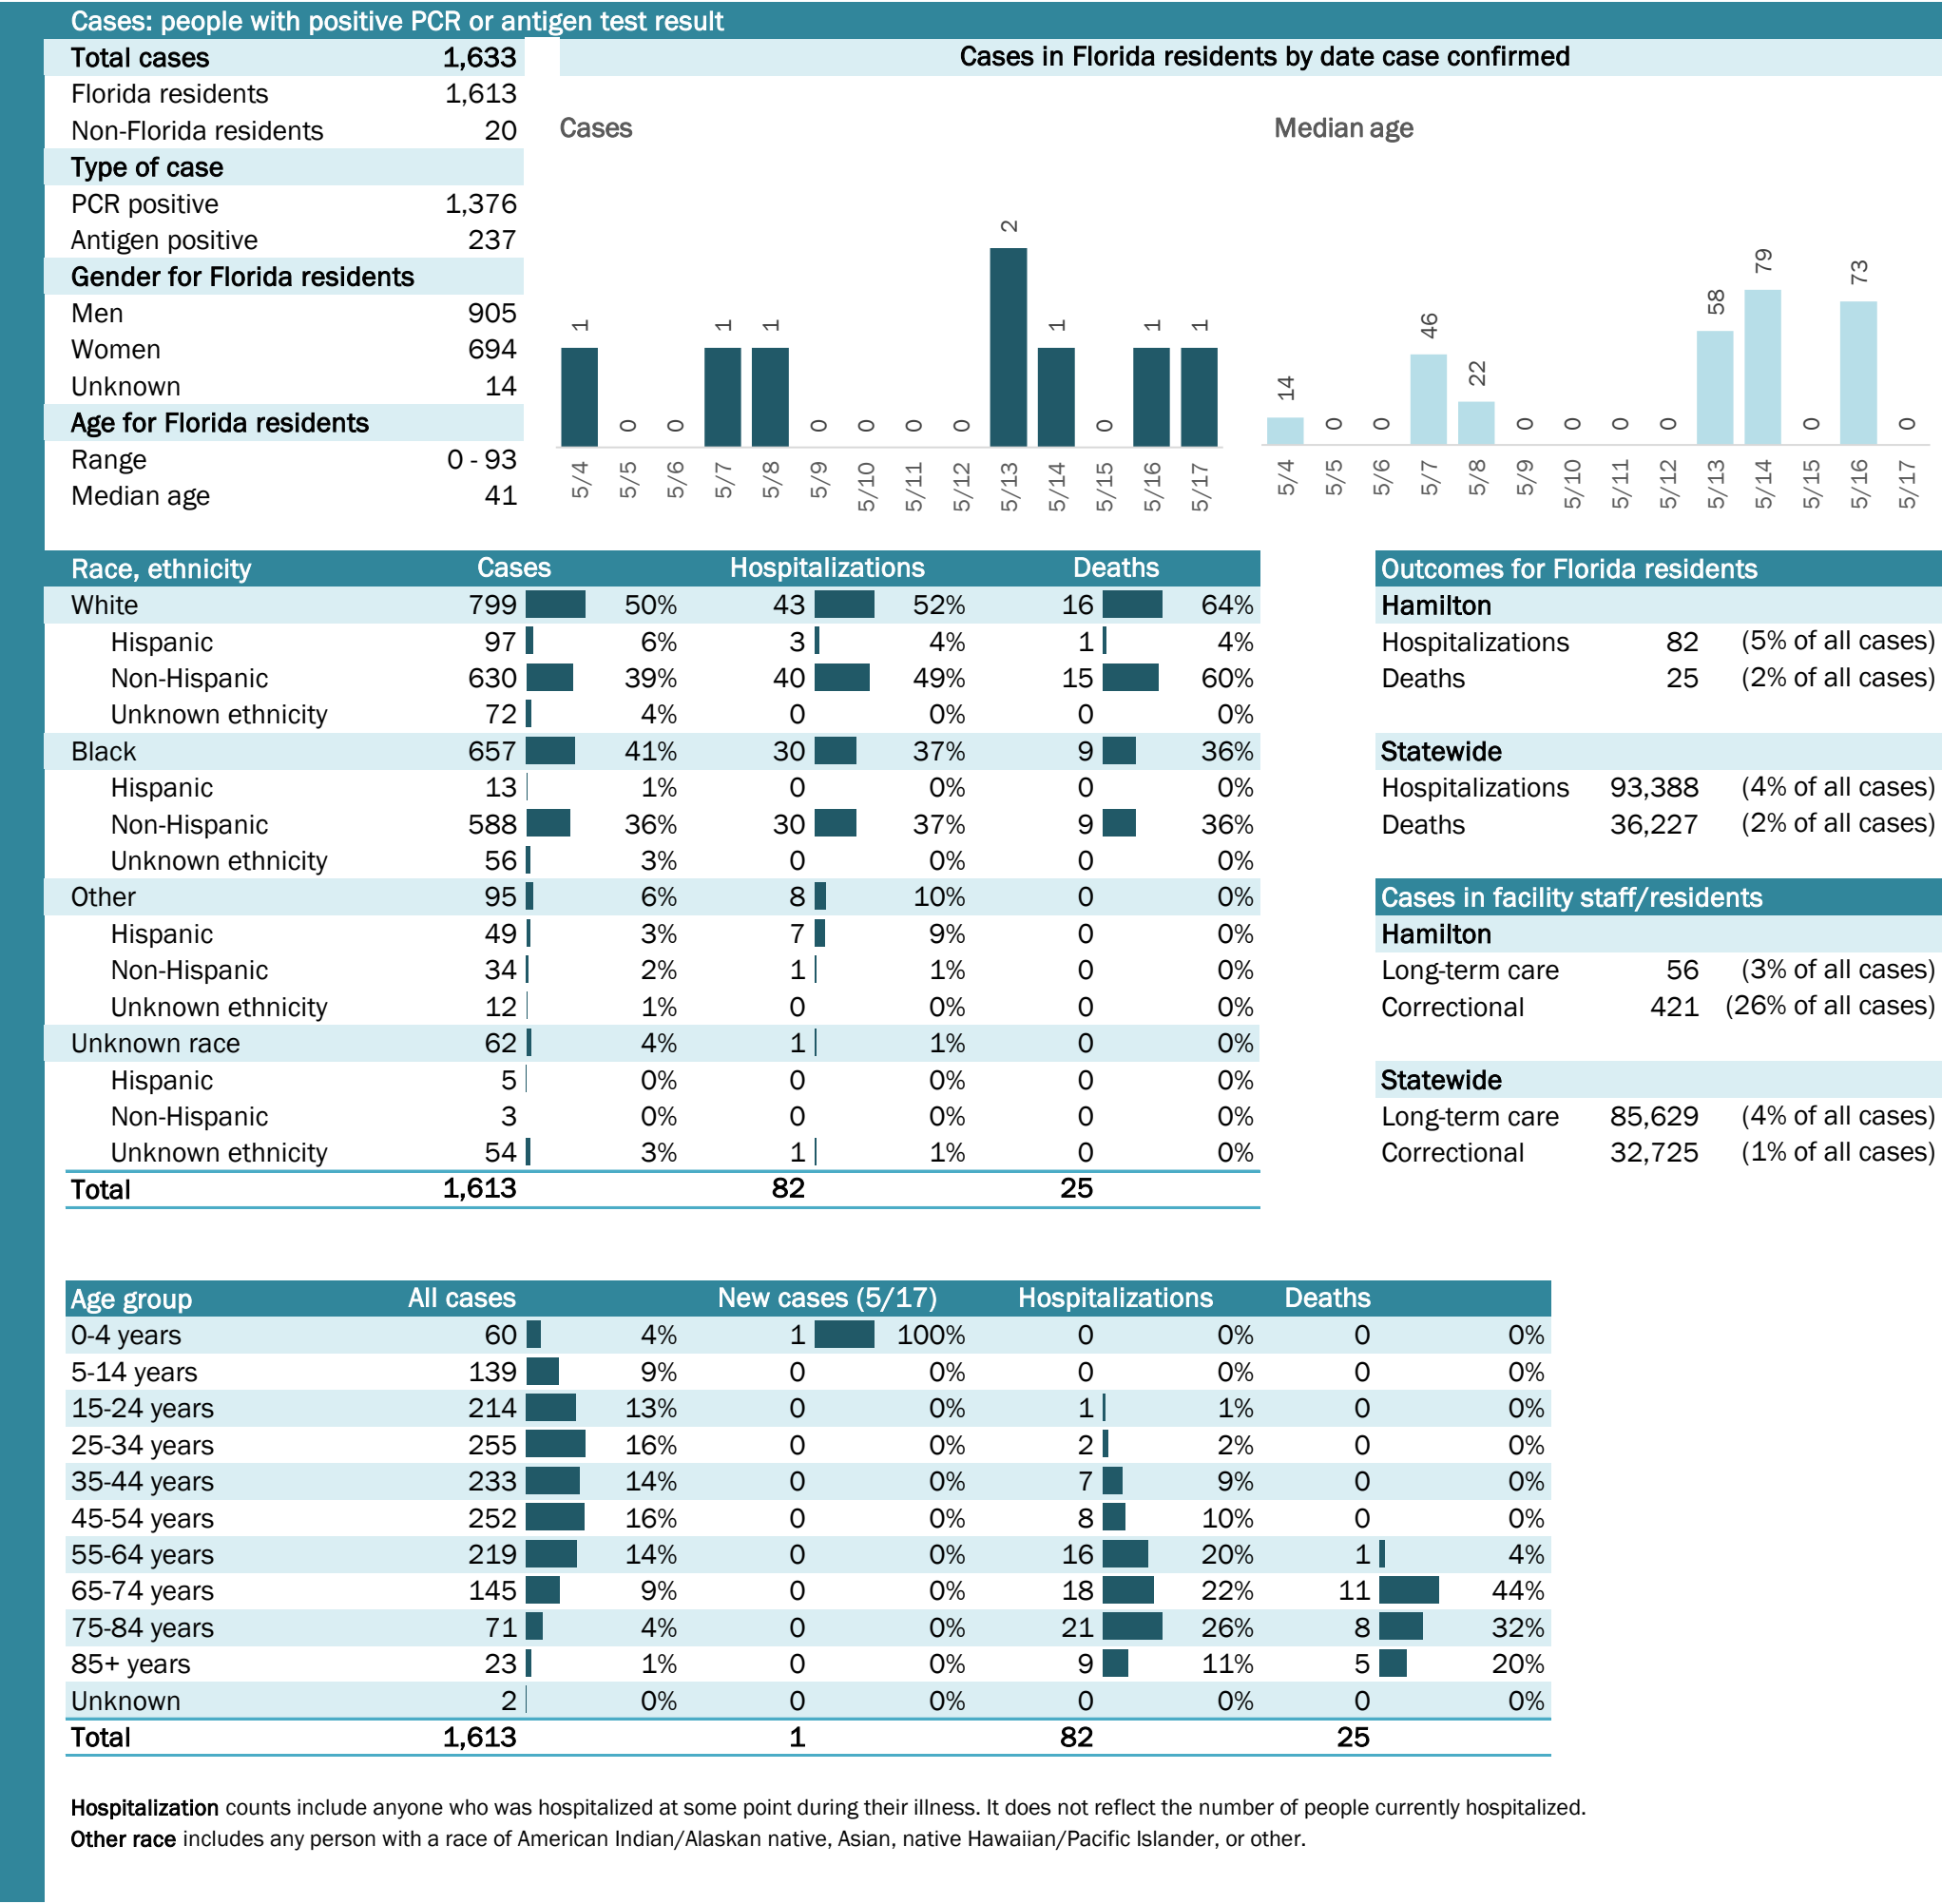 Cases: people with positive PCR or antigen test result
Total cases 1,633
Florida residents 1,613
Non-Florida residents 20
Type of case
PCR positive 1,376
Antigen positive 237
Gender for Florida residents
Men 905
Women 694
Unknown 14
Age for Florida residents
Range 0 - 93
Median age 41
Cases in Florida residents by date case confirmed
Cases
1 0 0 1 1 0 0 0 0 2 1 0 1 1
5/4 5/5 5/6 5/7 5/8 5/9 5/10 5/11 5/12 5/13 5/14 5/15 5/16 5/17
Median age
14 0 0 46 22 0 0 0 0 58 79 0 73 0
5/4 5/5 5/6 5/7 5/8 5/9 5/10 5/11 5/12 5/13 5/14 5/15 5/16 5/17
Race, ethnicity Cases Hospitalizations Deaths
White 799 50% 43 52% 16 64%
Hispanic 97 6% 3 4% 1 4%
Non-Hispanic 630 39% 40 49% 15 60%
Unknown ethnicity 72 4% 0 0% 0 0%
Black 657 41% 30 37% 9 36%
Hispanic 13 1% 0 0% 0 0%
Non-Hispanic 588 36% 30 37% 9 36%
Unknown ethnicity 56 3% 0 0% 0 0%
Other 95 6% 8 10% 0 0%
Hispanic 49 3% 7 9% 0 0%
Non-Hispanic 34 2% 1 1% 0 0%
Unknown ethnicity 12 1% 0 0% 0 0%
Unknown race 62 4% 1 1% 0 0%
Hispanic 5 0% 0 0% 0 0%
Non-Hispanic 3 0% 0 0% 0 0%
Unknown ethnicity 54 3% 1 1% 0 0%
Total 1,613 82 25
Outcomes for Florida residents
Hamilton
Hospitalizations 82 (5% of all cases)
Deaths 25 (2% of all cases)
Statewide
Hospitalizations 93,388 (4% of all cases)
Deaths 36,227 (2% of all cases)
Cases in facility staff/residents
Hamilton
Long-term care 56 (3% of all cases)
Correctional 421 (26% of all cases)
Statewide
Long-term care 85,629 (4% of all cases)
Correctional 32,725 (1% of all cases)
Age group All cases New cases (5/17) Hospitalizations Deaths
0-4 years 60 4% 1 100% 0 0% 0 0%
5-14 years 139 9% 0 0% 0 0% 0 0%
15-24 years 214 13% 0 0% 1 1% 0 0%
25-34 years 255 16% 0 0% 2 2% 0 0%
35-44 years 233 14% 0 0% 7 9% 0 0%
45-54 years 252 16% 0 0% 8 10% 0 0%
55-64 years 219 14% 0 0% 16 20% 1 4%
65-74 years 145 9% 0 0% 18 22% 11 44%
75-84 years 71 4% 0 0% 21 26% 8 32%
85+ years 23 1% 0 0% 9 11% 5 20%
Unknown 2 0% 0 0% 0 0% 0 0%
Total 1,613 1 82 25
Hospitalization counts include anyone who was hospitalized at some point during their illness. It does not reflect the number of people currently hospitalized.
Other race includes any person with a race of American Indian/Alaskan native, Asian, native Hawaiian/Pacific Islander, or other.